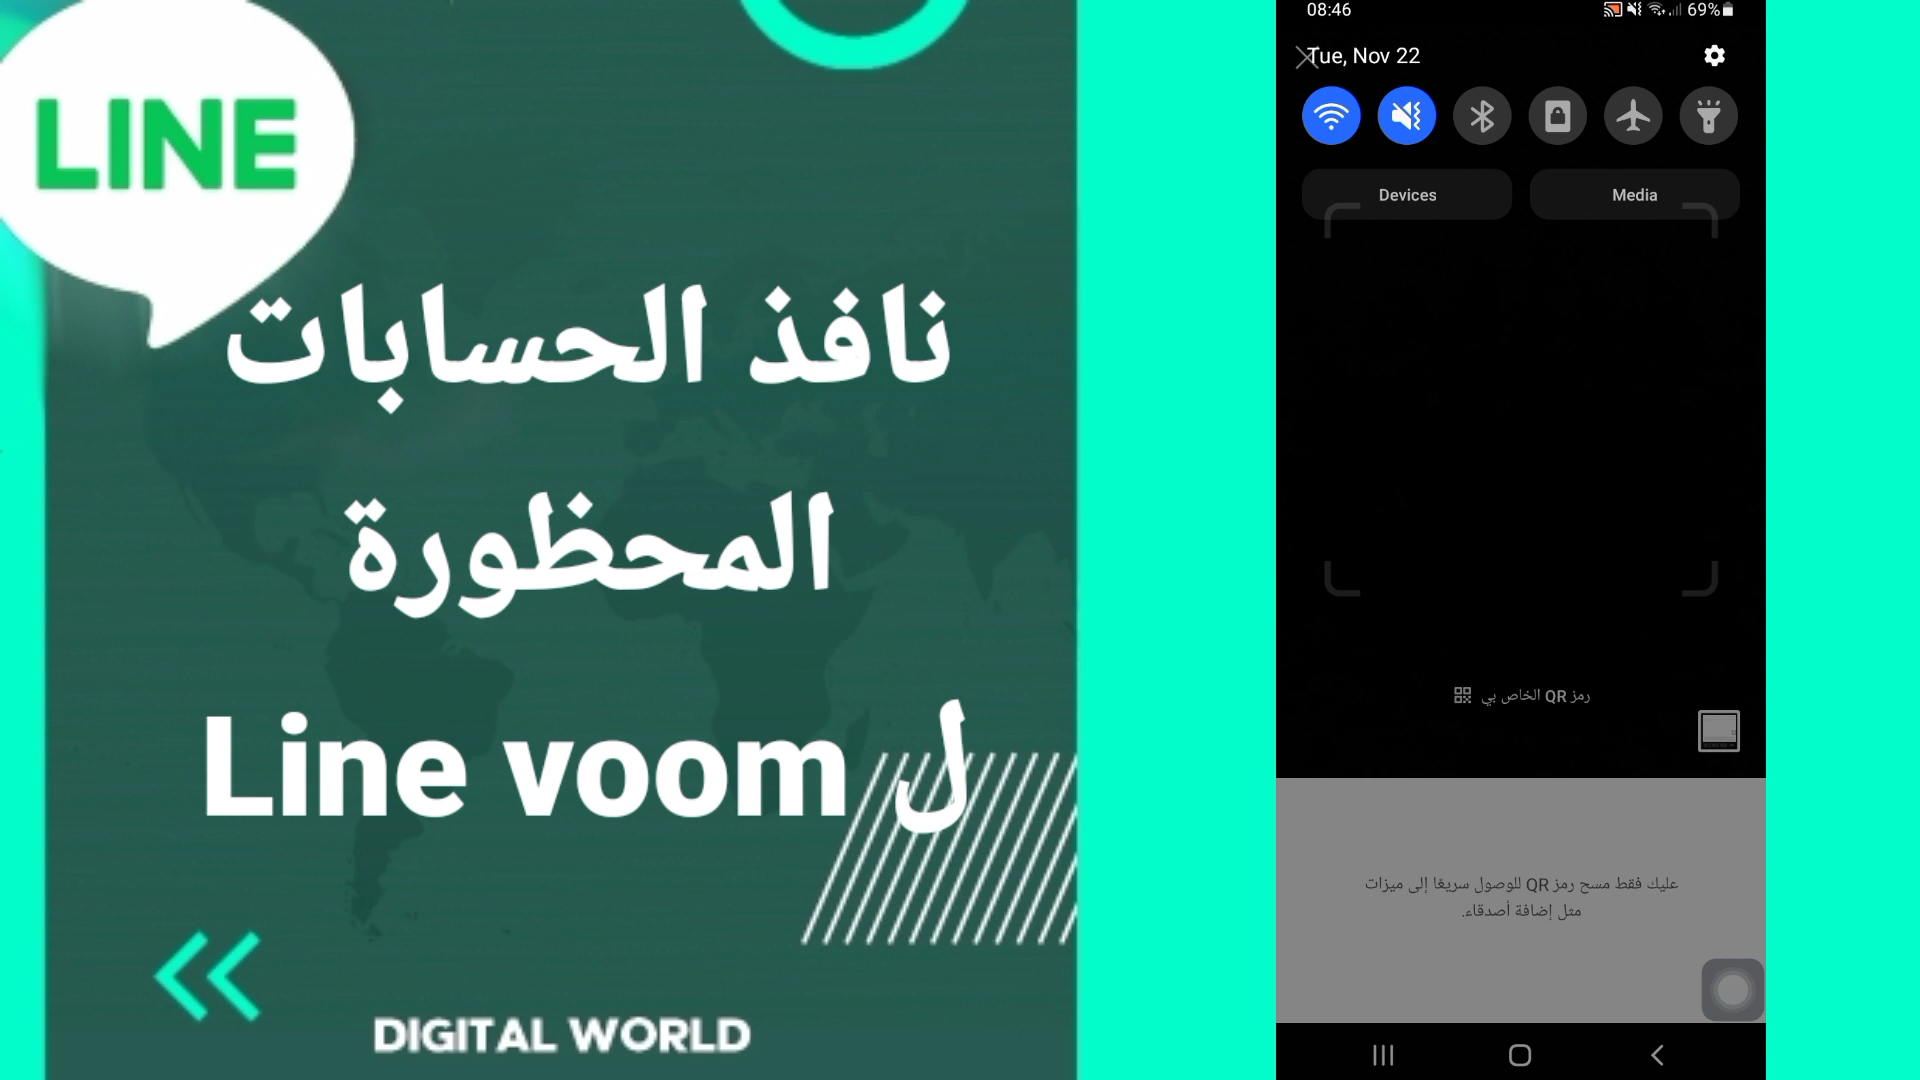 LINE
نافذ الحسابات
المحظورة
ل Line voom
DIGITAL WORLD
08:46
69%
Tue, Nov 22
Devices
Media
رمز QR الخاص بي
عليك فقط مسح رمز QR للوصول سريعًا إلى ميزات
مثل إضافة أصدقاء.